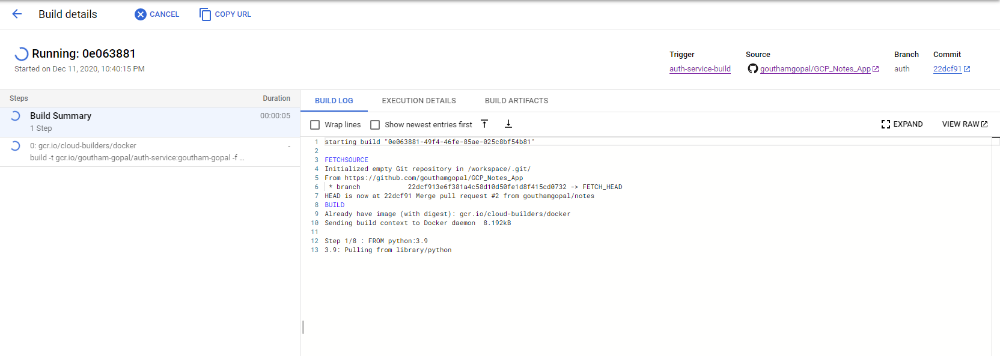 Build details
CANCEL
COPY URL
Running: 0e063881
Started on Dec 11, 2020, 10:40:15 PM
Trigger
auth-service-build
Source
gouthamgopal/GCP_Notes_App
Branch
auth
Commit
22dcf91
Steps
Duration
Build Summary
00:00:05
1 Step
0: gcr.io/cloud-builders/docker
-
build -t gcr.io/goutham-gopal/auth-service:goutham-gopal -f ...
BUILD LOG
EXECUTION DETAILS
BUILD ARTIFACTS
Wrap lines
Show newest entries first
EXPAND
VIEW RAW
1 starting build "0e063881-49f4-46fe-85ae-025c8bf54b81"
2
3 FETCHSOURCE
4 Initialized empty Git repository in /workspace/.git/
5 From https://github.com/gouthamgopal/GCP_Notes_App
6 * branch 22dcf913e6f381a4c58d10d50fe1d8f415cd0732 -> FETCH_HEAD
7 HEAD is now at 22dcf91 Merge pull request #2 from gouthamgopal/notes
8 BUILD
9 Already have image (with digest): gcr.io/cloud-builders/docker
10 Sending build context to Docker daemon 8.192kB
11
12 Step 1/8 : FROM python:3.9
13 3.9: Pulling from library/python